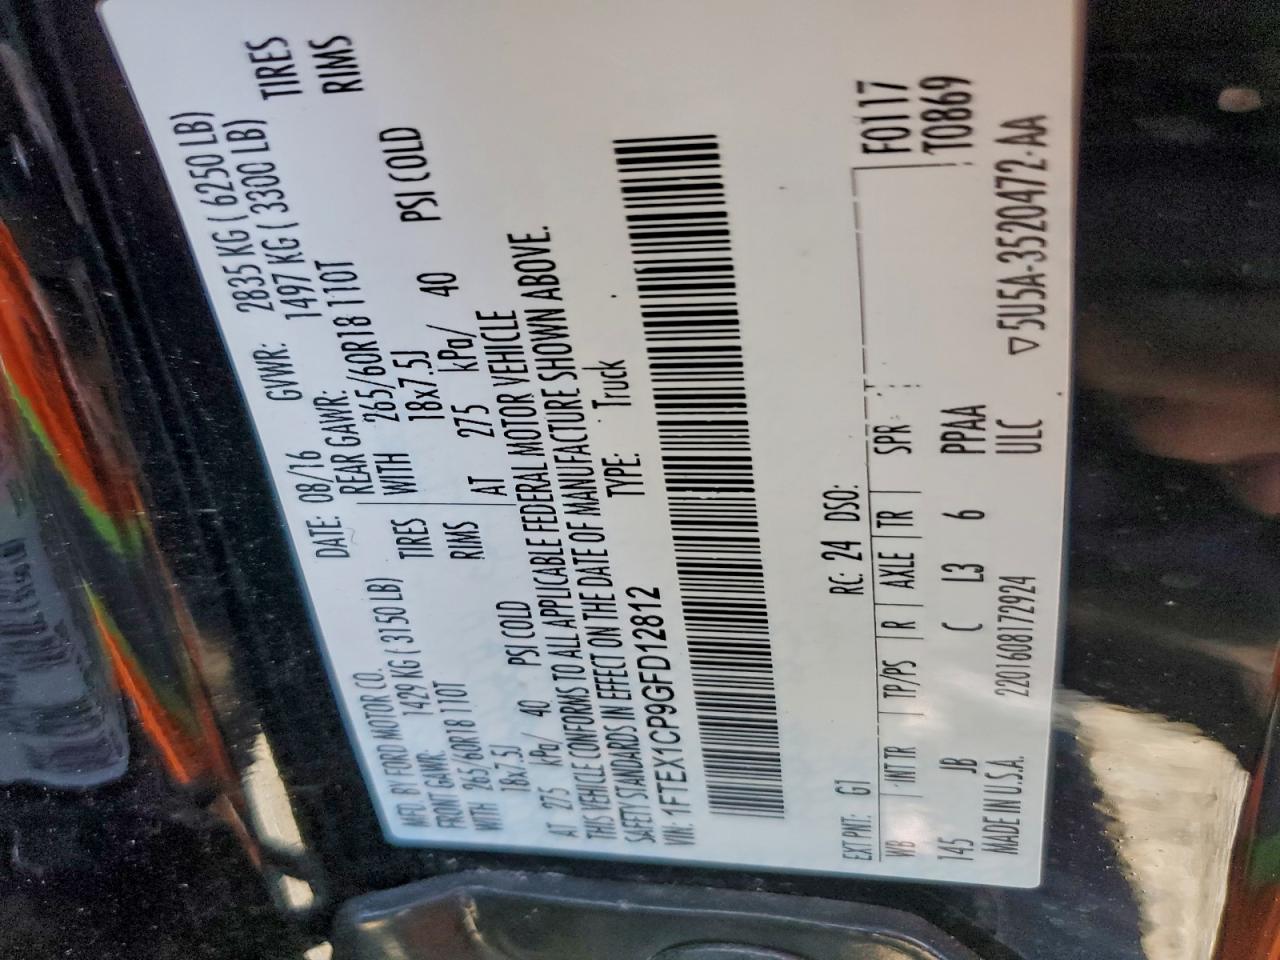 MFD. BY FORD MOTOR CO.
DATE: 08/16 GVWR: 2835 KG ( 6250 LB)
FRONT GAWR: 1429 KG ( 3150 LB) REAR GAWR: 1497 KG ( 3300 LB)
WITH 265/60R18 110T TIRES WITH 265/60R18 110T TIRES
18x7.5J RIMS 18x7.5J RIMS
AT 275 kPa/ 40 PSI COLD AT 275 kPa/ 40 PSI COLD
THIS VEHICLE CONFORMS TO ALL APPLICABLE FEDERAL MOTOR VEHICLE
SAFETY STANDARDS IN EFFECT ON THE DATE OF MANUFACTURE SHOWN ABOVE.
VIN: 1FTEX1CP9GFD12812 TYPE: Truck
EXT PNT: G1 RC: 24 DSO: F0117
WB INT TR TP/PS R AXLE TR SPR T0869
145 JB C L3 6 PPAA
MADE IN U.S.A. 220160817292​4 ULC ▽5U5A-3520472-AA